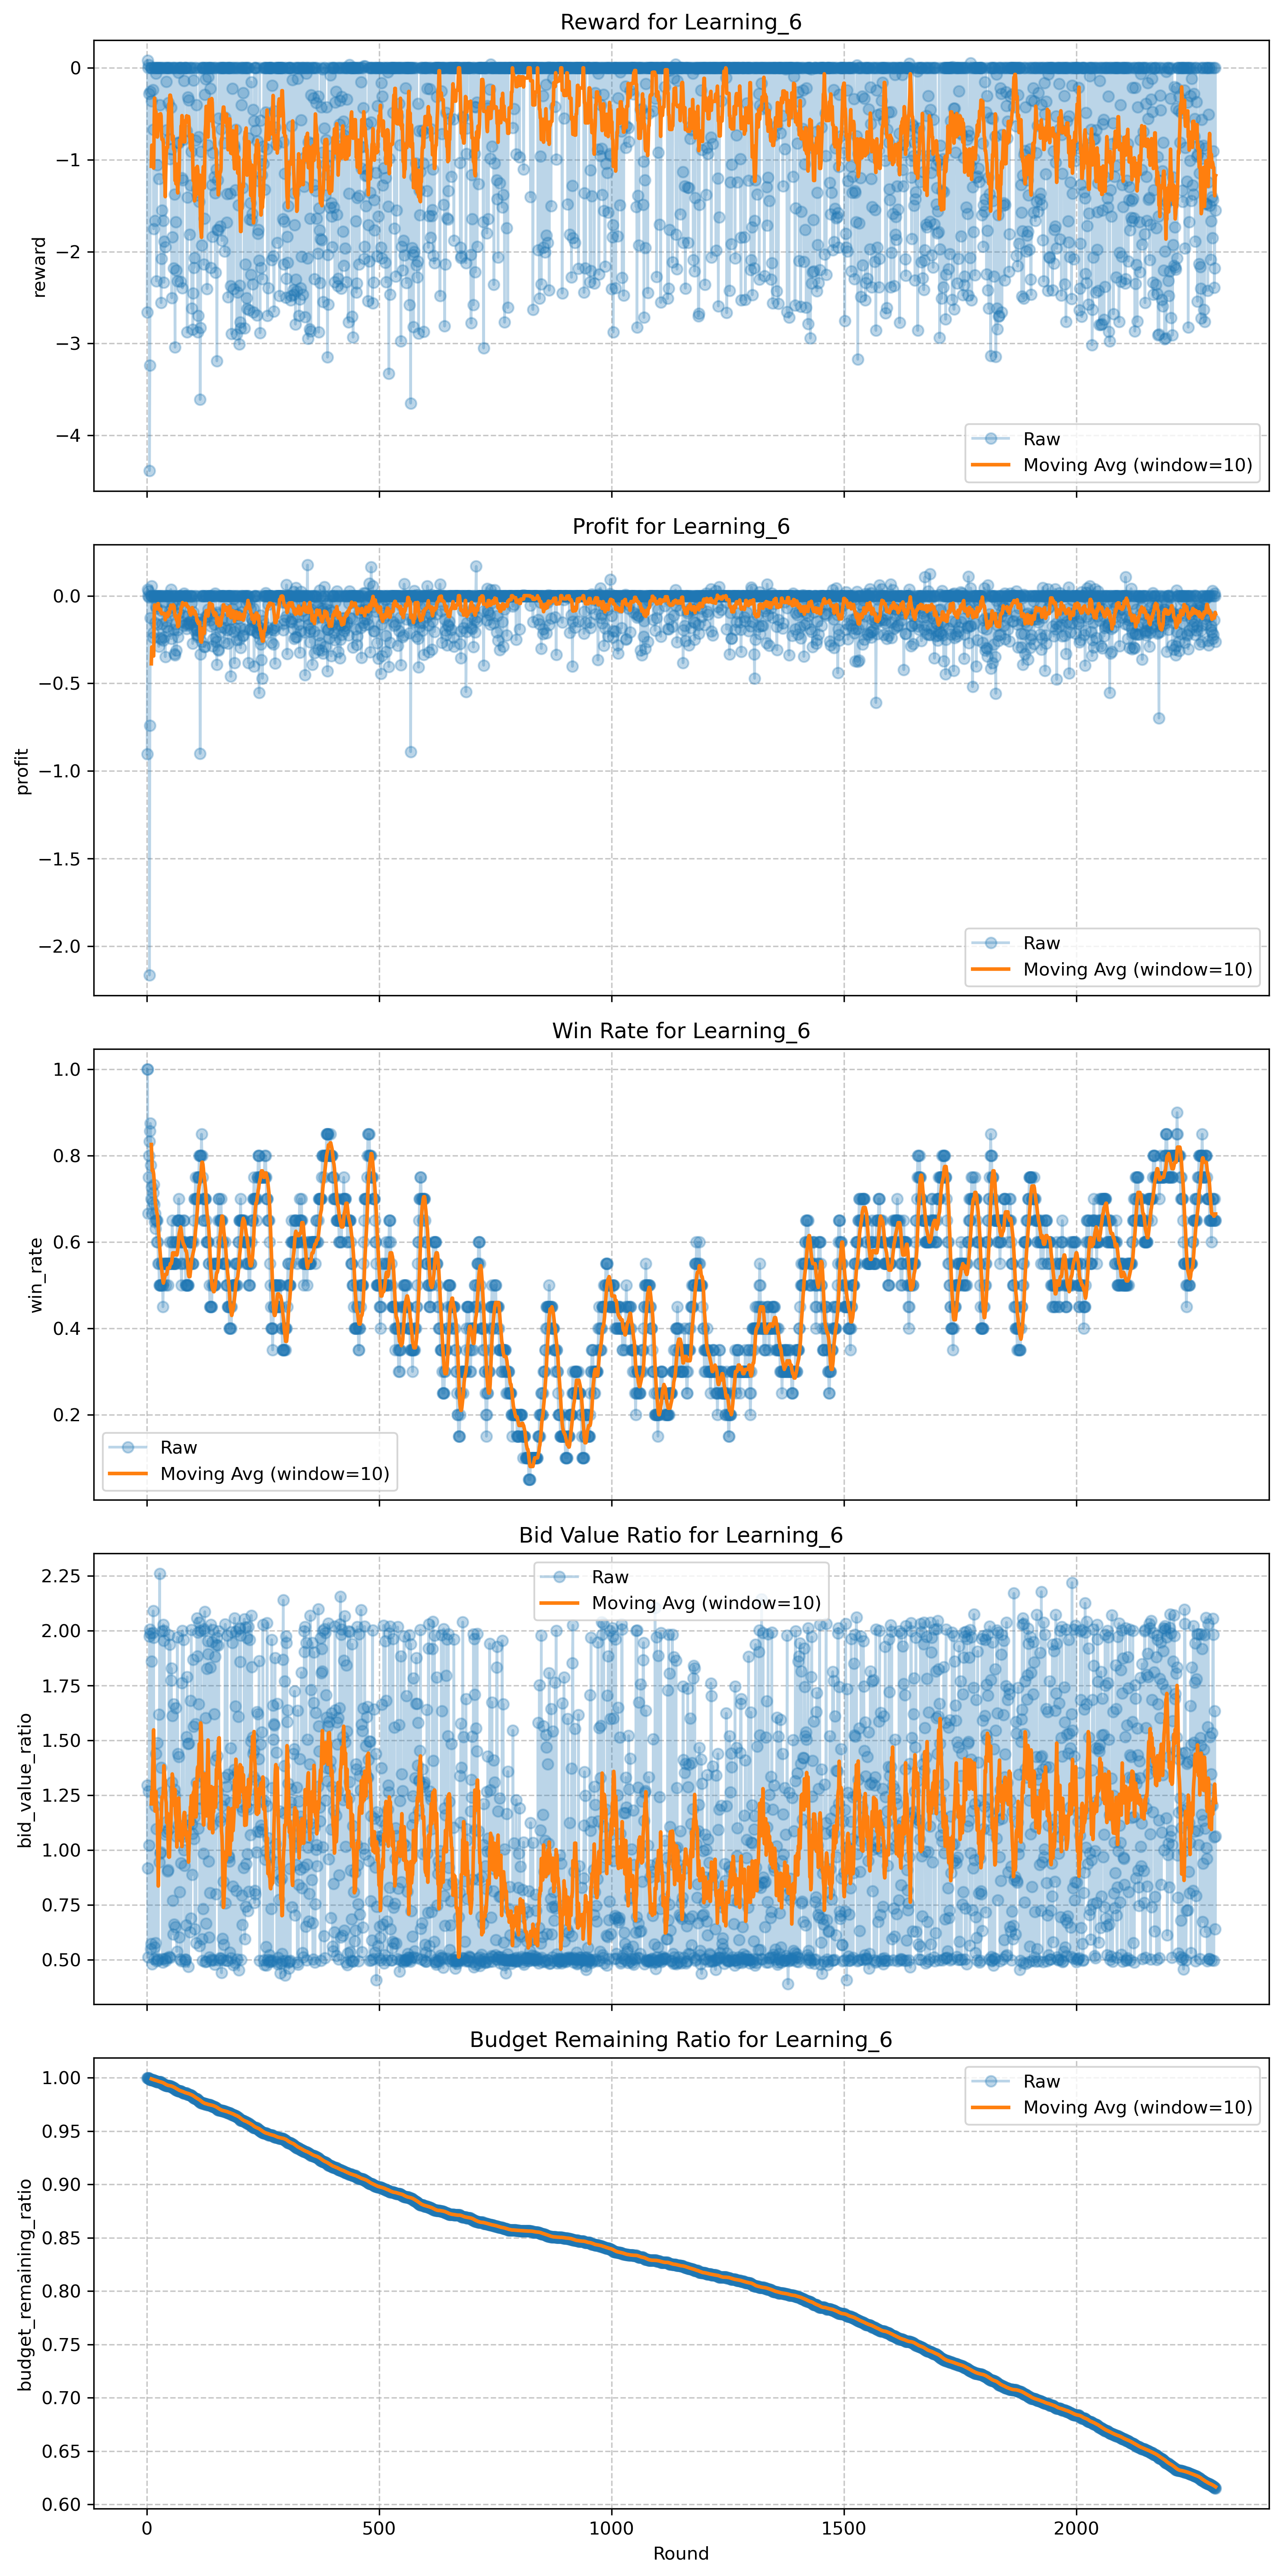 Reward for Learning_6
0
−1
−2
−3
−4
reward
Raw
Moving Avg (window=10)
Profit for Learning_6
0.0
−0.5
−1.0
−1.5
−2.0
profit
Raw
Moving Avg (window=10)
Win Rate for Learning_6
1.0
0.8
0.6
0.4
0.2
win_rate
Raw
Moving Avg (window=10)
Bid Value Ratio for Learning_6
2.25
2.00
1.75
1.50
1.25
1.00
0.75
0.50
bid_value_ratio
Raw
Moving Avg (window=10)
Budget Remaining Ratio for Learning_6
1.00
0.95
0.90
0.85
0.80
0.75
0.70
0.65
0.60
budget_remaining_ratio
Raw
Moving Avg (window=10)
0 500 1000 1500 2000
Round